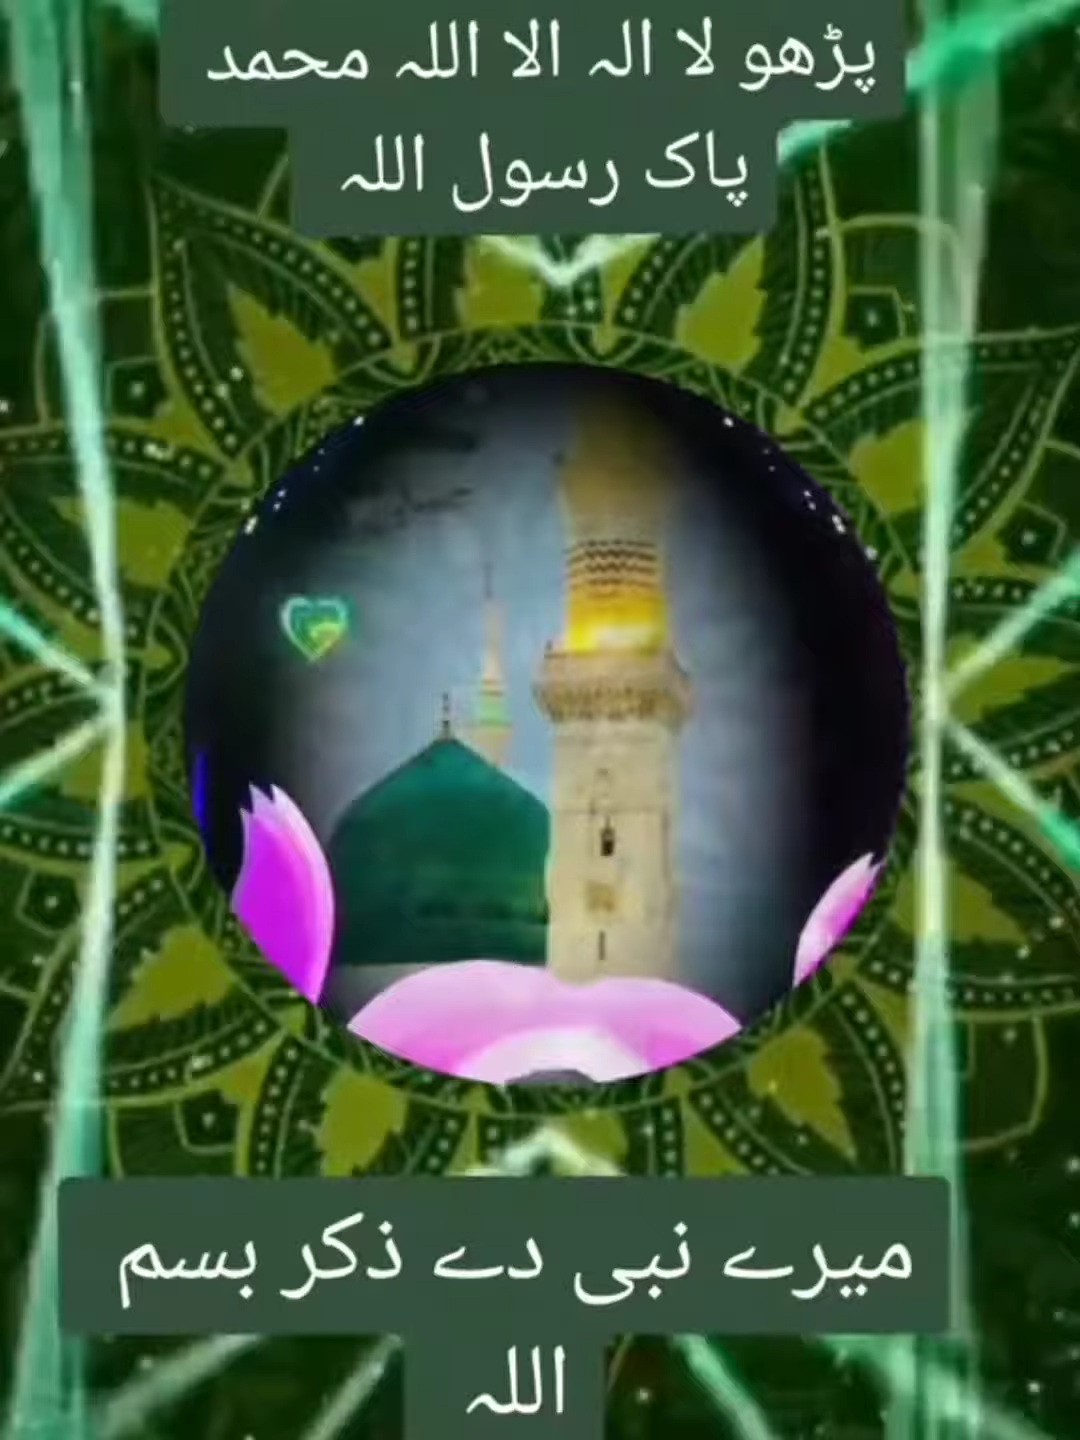 پڑھو لا الہ الا اللہ محمد
پاک رسول اللہ
میرے نبی دے ذکر بسم
اللہ